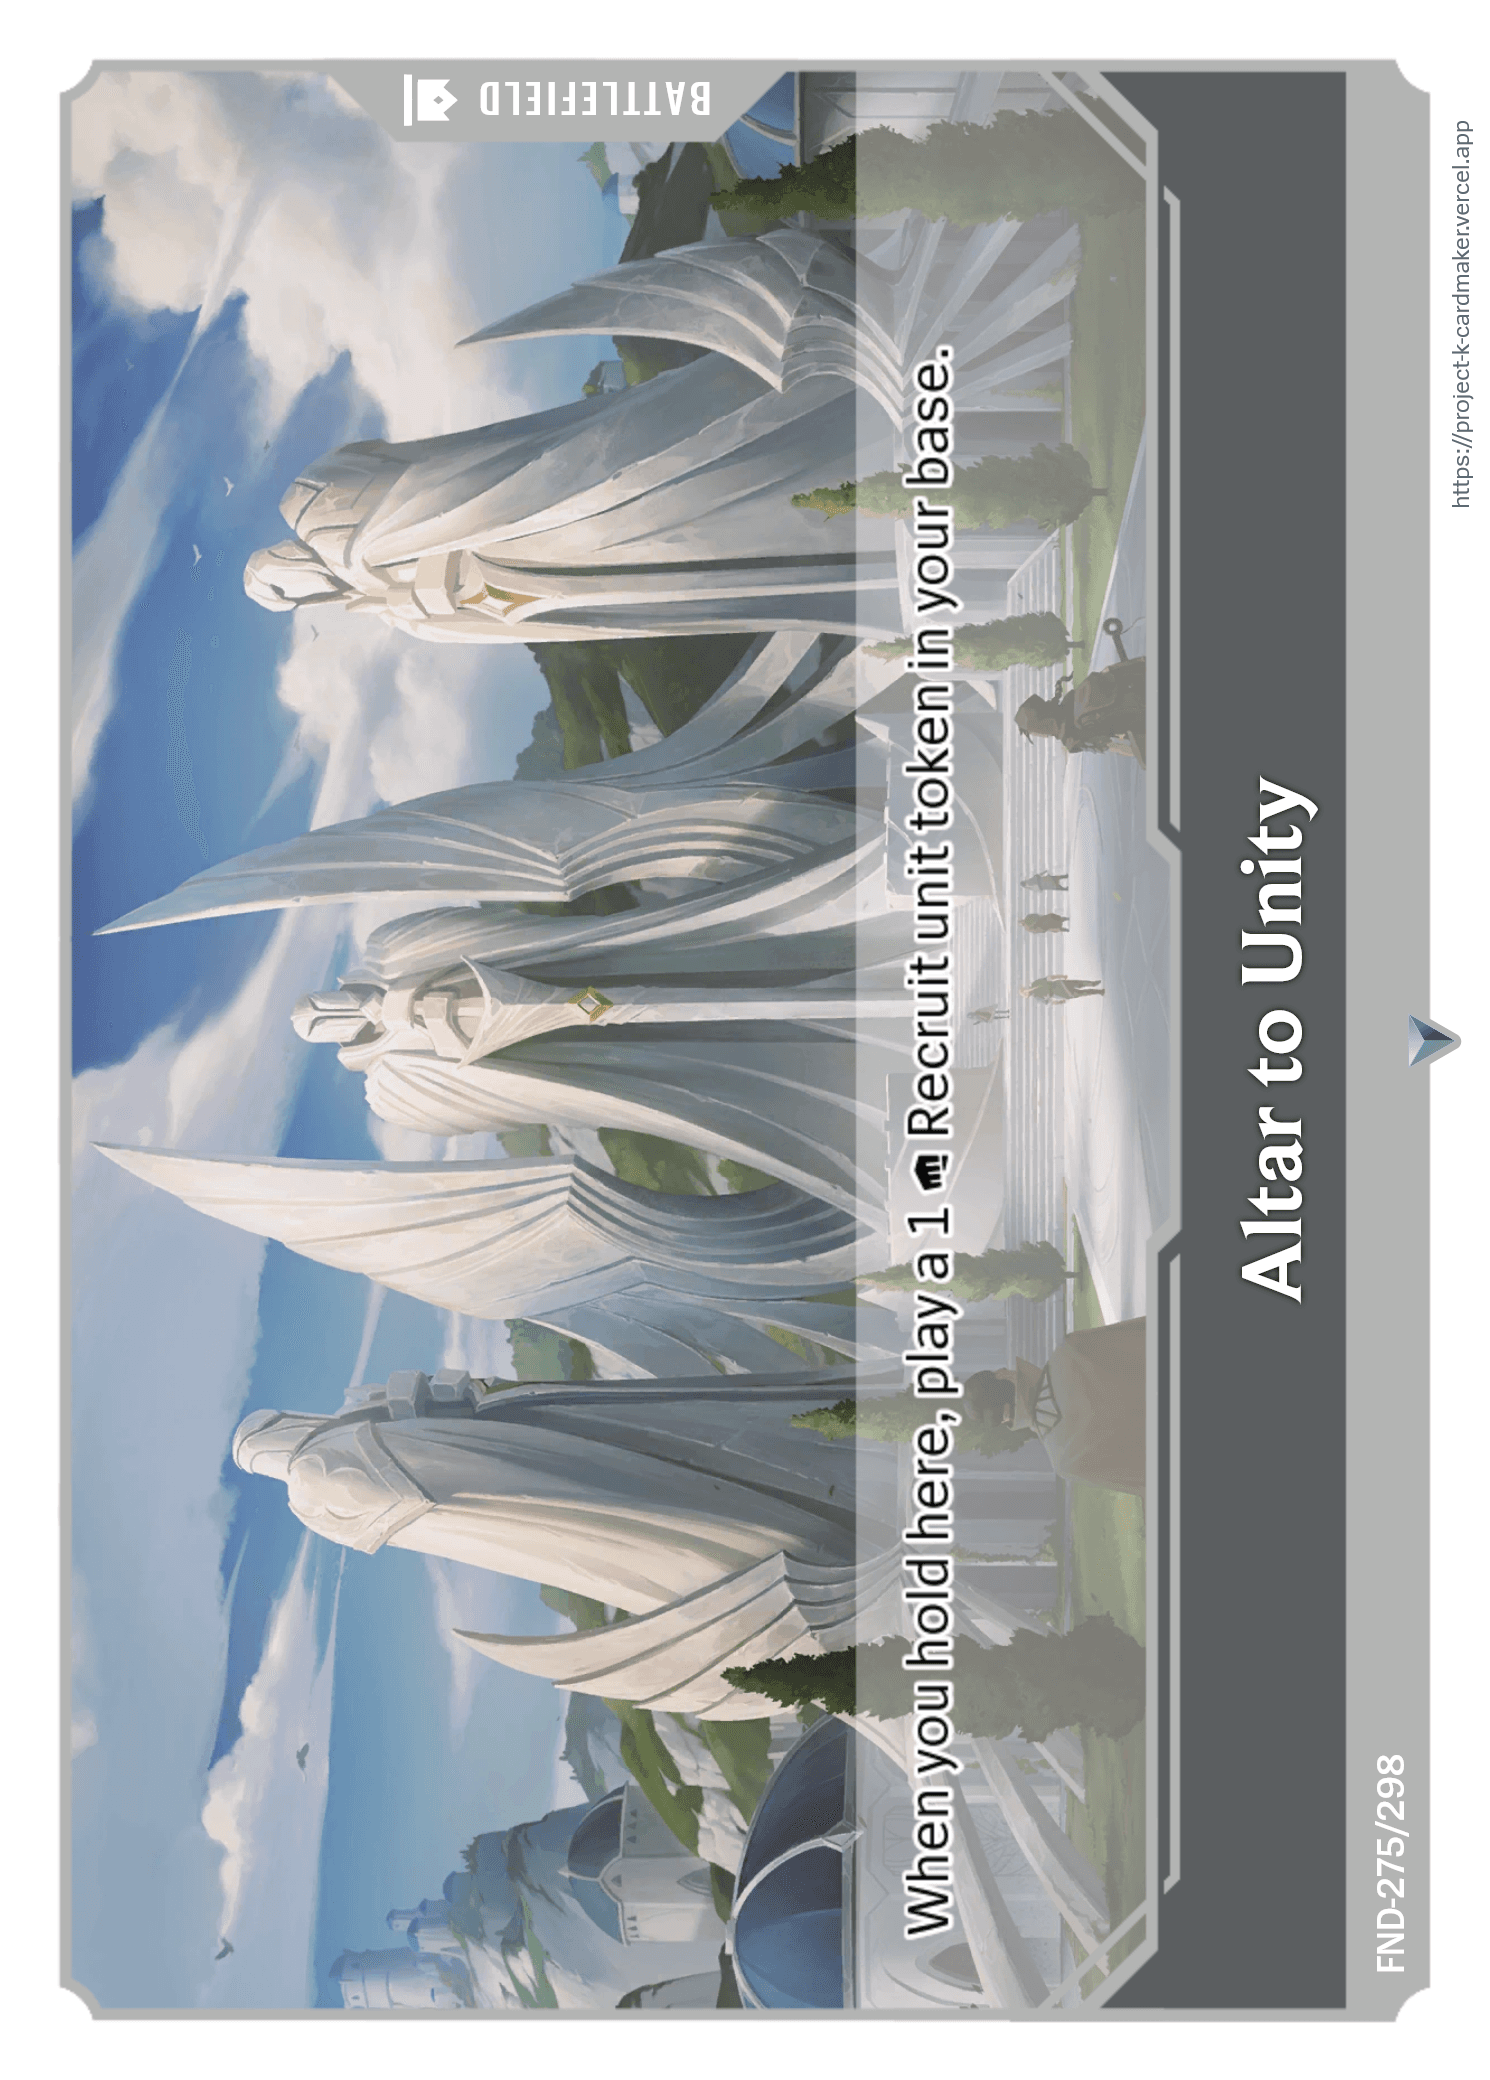 BATTLEFIELD
When you hold here, play a 1 Recruit unit token in your base.
Altar to Unity
FND-275/298
https://project-k-cardmaker.vercel.app